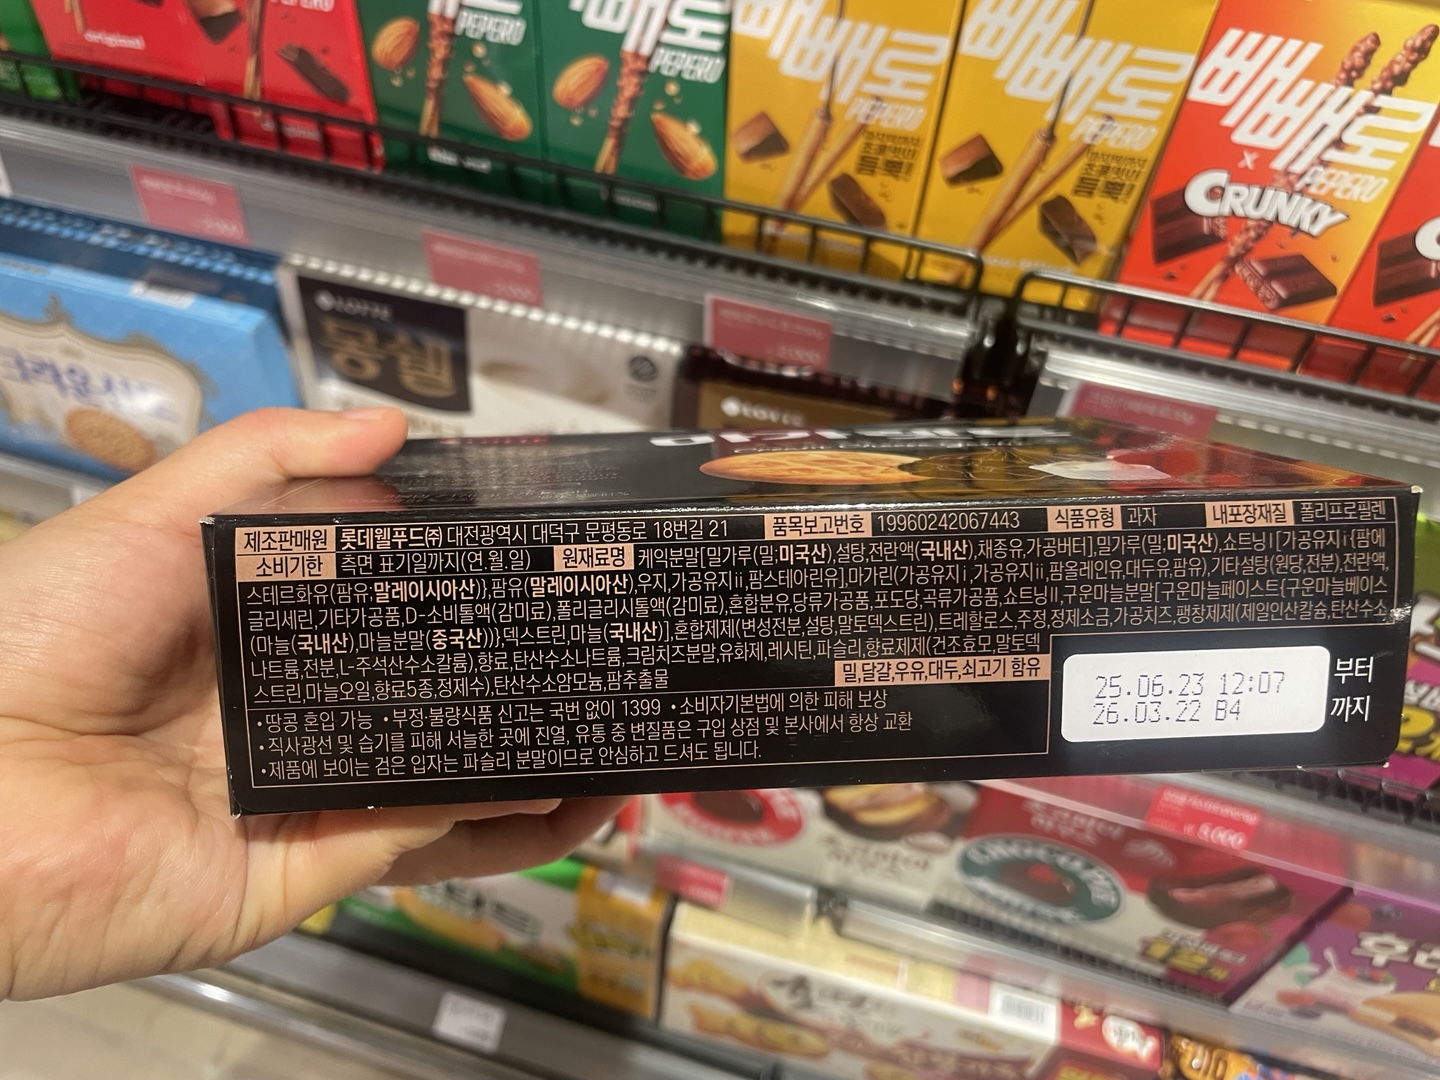 original
PEPERO
빼빼로
PEPERO
빼빼로
PEPERO
빼빼로
PEPERO
빼빼로
PEPERO
x
CRUNKY
LOTTE
몽쉘
LOTTE
제조판매원 롯데웰푸드㈜ 대전광역시 대덕구 문평동로 18번길 21 품목보고번호 19960242067443 식품유형 과자 내포장재질 폴리프로필렌
소비기한 측면 표기일까지(연.월.일) 원재료명 케익분말[밀가루(밀;미국산),설탕,전란액(국내산),채종유,가공버터],밀가루(밀;미국산),쇼트닝I[가공유지i{팜에
스테르화유(팜유:말레이시아산)},팜유(말레이시아산),우지,가공유지ii,팜스테아린유],마가린(가공유지i,가공유지ii,팜올레인유,대두유,팜유),기타설탕(원당,전분),전란액,
글리세린,기타가공품,D-소비톨액(감미료),폴리글리시톨액(감미료),혼합분유,당류가공품,포도당,곡류가공품,쇼트닝II,구운마늘분말[구운마늘페이스트{구운마늘베이스
(마늘(국내산),마늘분말(중국산))},덱스트린,마늘(국내산)],혼합제제(변성전분,설탕,말토덱스트린),트레할로스,주정,정제소금,가공치즈,팽창제제(제일인산칼슘,탄산수소
나트륨,전분,L-주석산수소칼륨),향료,탄산수소나트륨,크림치즈분말,유화제,레시틴,파슬리,향료제제(건조효모,말토덱
스트린,마늘오일,향료5종,정제수),탄산수소암모늄,팜추출물 밀,달걀,우유,대두,쇠고기 함유
•땅콩 혼입 가능 •부정·불량식품 신고는 국번 없이 1399 •소비자기본법에 의한 피해 보상
•직사광선 및 습기를 피해 서늘한 곳에 진열, 유통 중 변질품은 구입 상점 및 본사에서 항상 교환
•제품에 보이는 검은 입자는 파슬리 분말이므로 안심하고 드셔도 됩니다.
25.06.23 12:07 부터
26.03.22 B4 까지
5,000